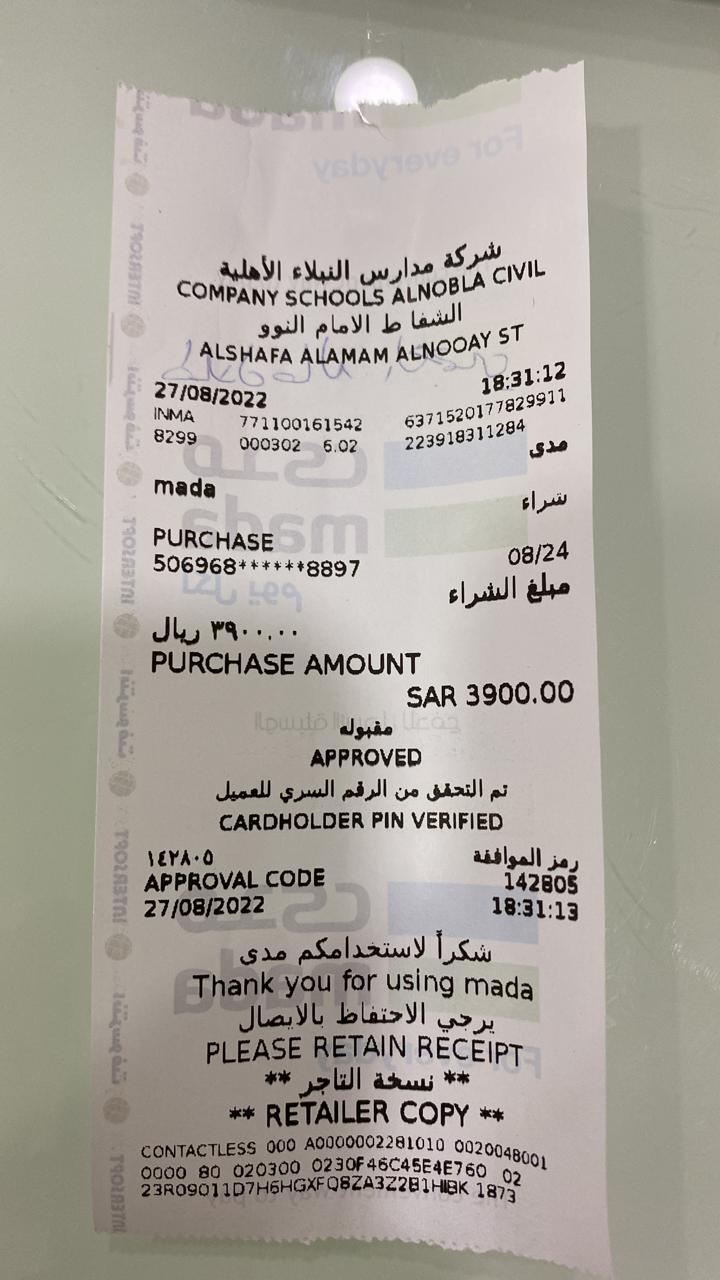 شركة مدارس النبلاء الأهلية
COMPANY SCHOOLS ALNOBLA CIVIL
الشفا ط الامام النوو
ALSHAFA ALAMAM ALNOOAY ST
27/08/2022 18:31:12
INMA 771100161542 6371520177829911
8299 000302 6.02 223918311284
مدى
mada
شراء
PURCHASE
08/24
506968******8897
مبلغ الشراء
٣٩٠٠.٠٠ ريال
PURCHASE AMOUNT
SAR 3900.00
مقبوله
APPROVED
تم التحقق من الرقم السري للعميل
CARDHOLDER PIN VERIFIED
١٤٢٨٠٥ رمز الموافقة
APPROVAL CODE 142805
27/08/2022 18:31:13
شكراً لاستخدامكم مدى
Thank you for using mada
يرجي الاحتفاظ بالايصال
PLEASE RETAIN RECEIPT
** نسخة التاجر **
** RETAILER COPY **
CONTACTLESS 000 A0000002281010 0020048001
0000 80 020300 0230F46C45E4E760 02
23R09011D7H6HGXFQ8ZA3Z2B1HIBK 1873